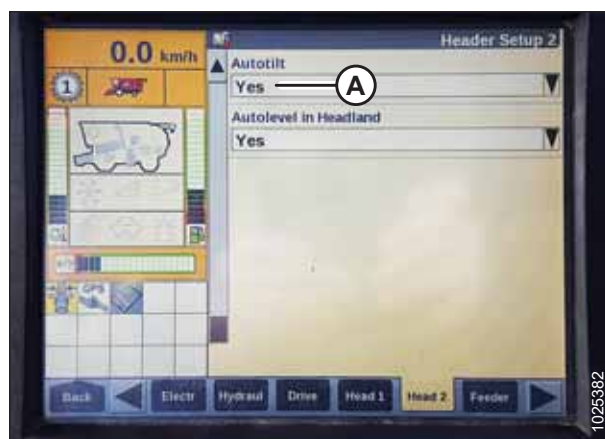 0.0 km/h
Header Setup 2
1
Autotilt
Yes
A
Autolevel in Headland
Yes
Back
Electr
Hydraul
Drive
Head 1
Head 2
Feeder
1025382